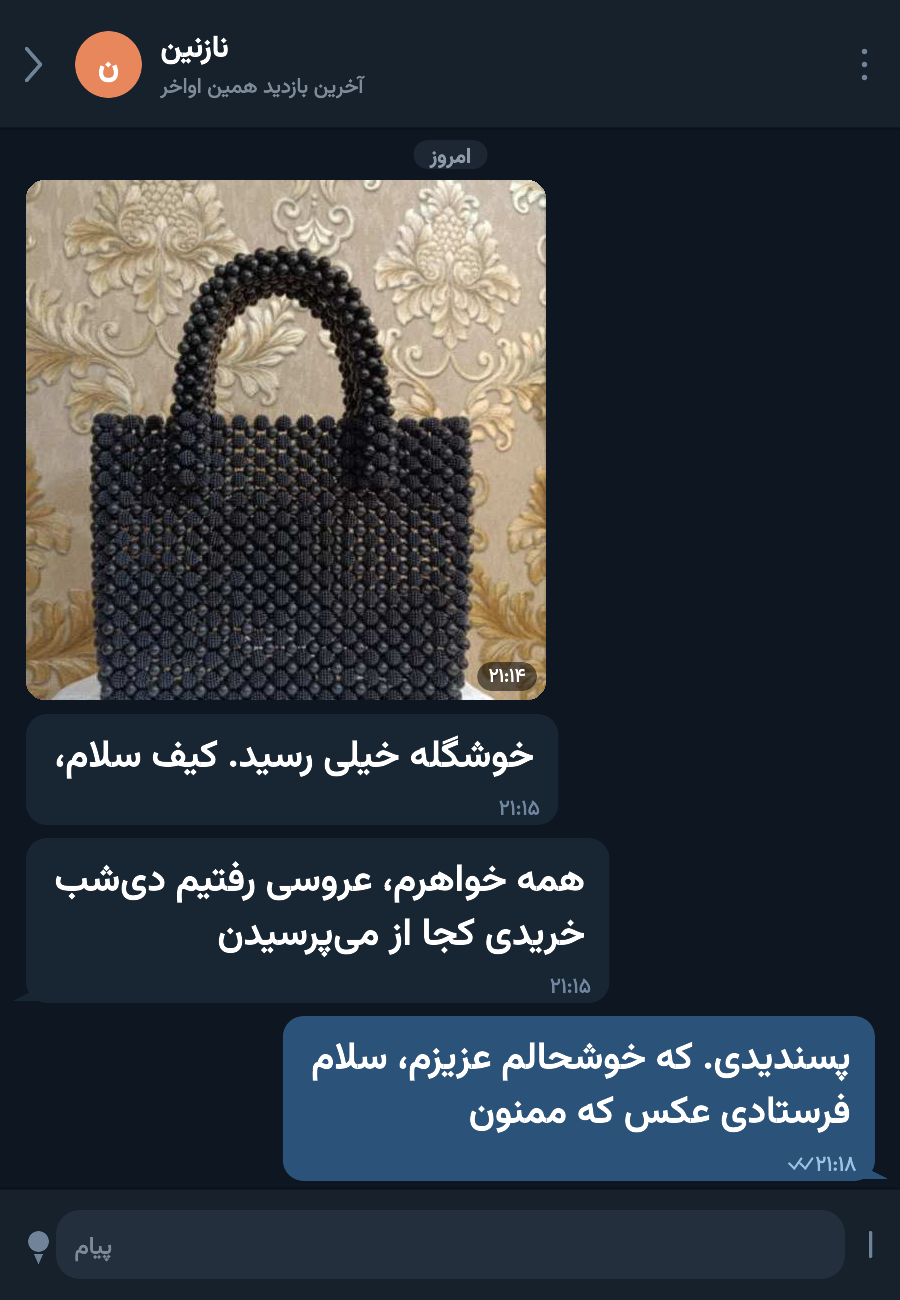 نازنین
ن
آخرین بازدید همین اواخر
امروز
۲۱:۱۴
خوشگله خیلی رسید. کیف سلام،
۲۱:۱۵
همه خواهرم، عروسی رفتیم دی‌شب
خریدی کجا از می‌پرسیدن
۲۱:۱۵
پسندیدی. که خوشحالم عزیزم، سلام
فرستادی عکس که ممنون
۲۱:۱۸
پیام